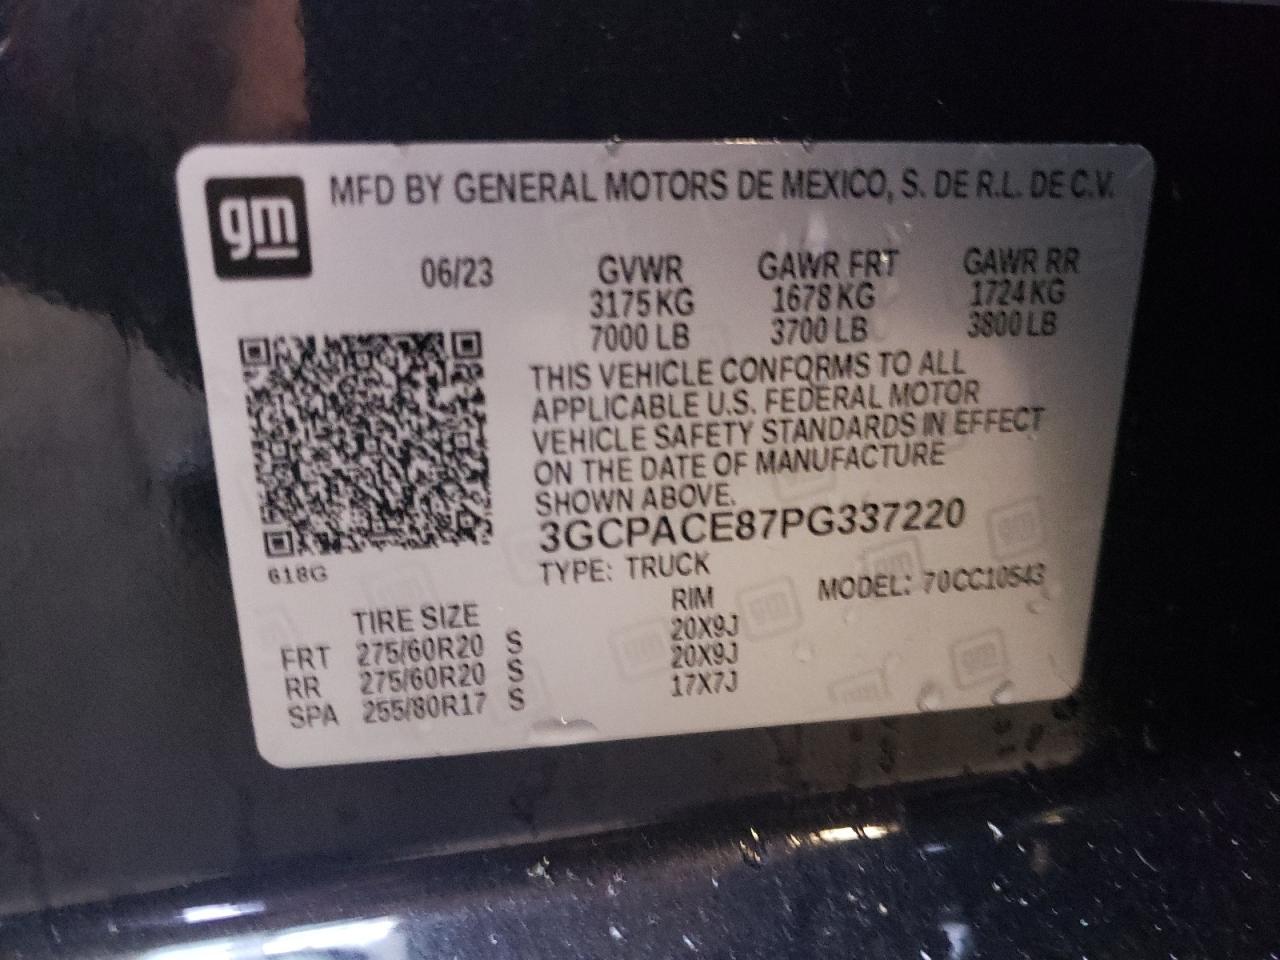 gm
MFD BY GENERAL MOTORS DE MEXICO, S. DE R.L. DE C.V.
06/23 GVWR GAWR FRT GAWR RR
3175 KG 1678 KG 1724 KG
7000 LB 3700 LB 3800 LB
THIS VEHICLE CONFORMS TO ALL
APPLICABLE U.S. FEDERAL MOTOR
VEHICLE SAFETY STANDARDS IN EFFECT
ON THE DATE OF MANUFACTURE
SHOWN ABOVE.
3GCPACE87PG337220
618G
TYPE: TRUCK
MODEL: 70CC10543
TIRE SIZE RIM
FRT 275/60R20 S 20X9J
RR 275/60R20 S 20X9J
SPA 255/80R17 S 17X7J